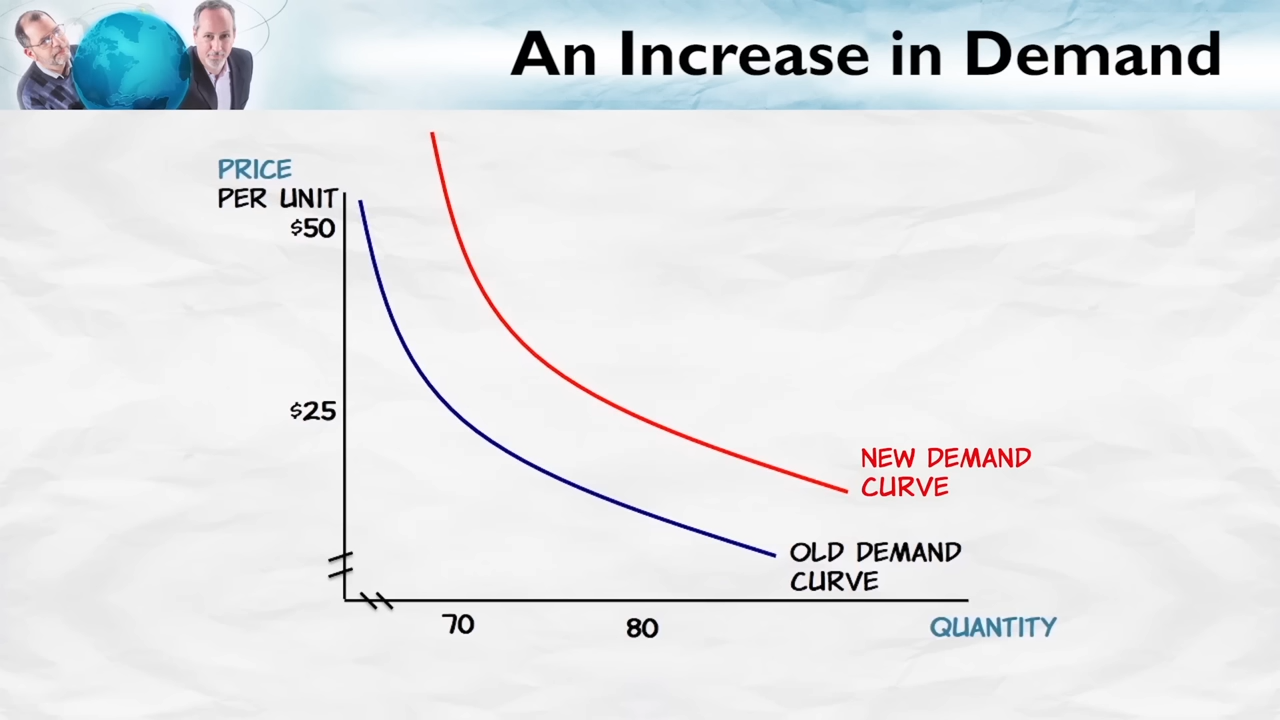 An Increase in Demand
PRICE
PER UNIT
$50
$25
NEW DEMAND
CURVE
OLD DEMAND
CURVE
70
80
QUANTITY